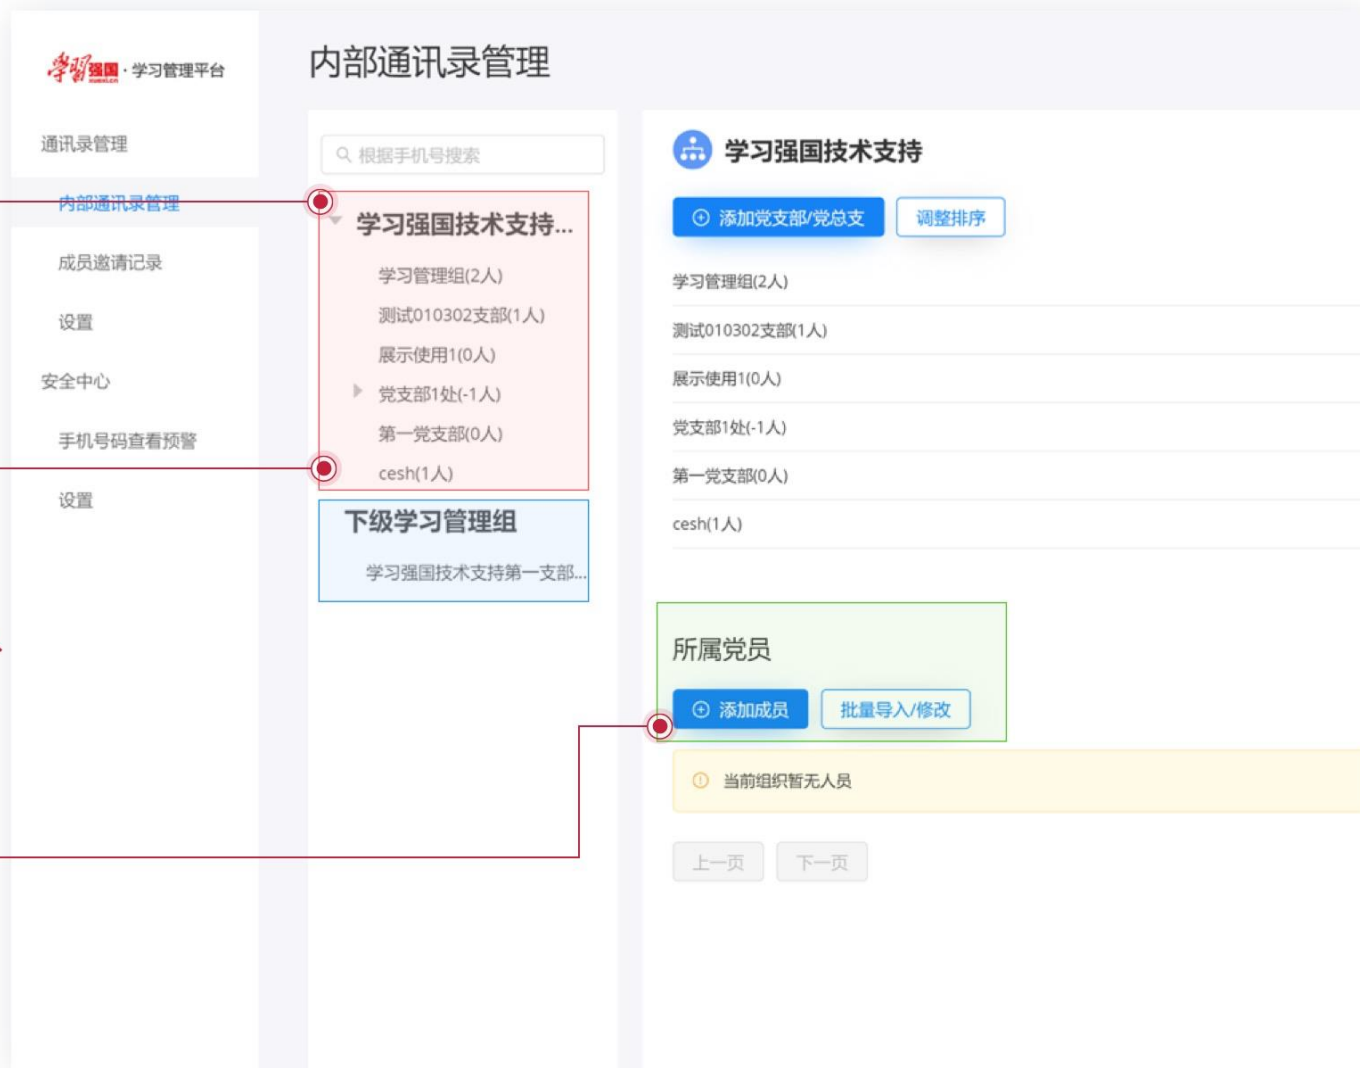 学习强国 xuexi.cn · 学习管理平台
通讯录管理
内部通讯录管理
成员邀请记录
设置
安全中心
手机号码查看预警
设置
内部通讯录管理
根据手机号搜索
学习强国技术支持...
学习管理组(2人)
测试010302支部(1人)
展示使用1(0人)
党支部1处(-1人)
第一党支部(0人)
cesh(1人)
下级学习管理组
学习强国技术支持第一支部...
学习强国技术支持
添加党支部/党总支 调整排序
学习管理组(2人)
测试010302支部(1人)
展示使用1(0人)
党支部1处(-1人)
第一党支部(0人)
cesh(1人)
所属党员
添加成员 批量导入/修改
当前组织暂无人员
上一页 下一页